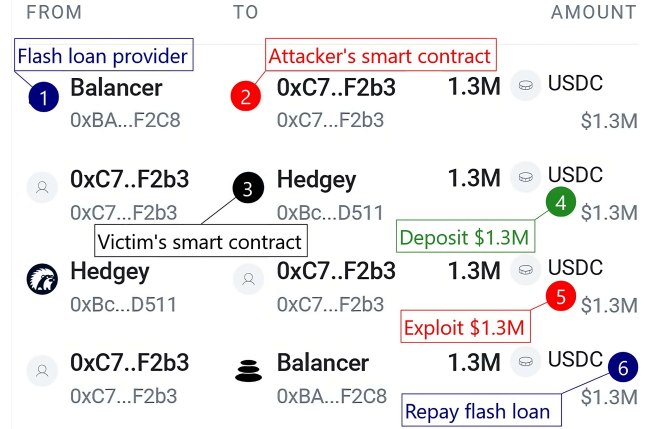 FROM TO AMOUNT
Flash loan provider Attacker's smart contract
1 Balancer 2 0xC7..F2b3 1.3M USDC
0xBA...F2C8 0xC7...F2b3 $1.3M
0xC7..F2b3 3 Hedgey 1.3M USDC
0xC7...F2b3 0xBc...D511 4 $1.3M
Victim's smart contract Deposit $1.3M
Hedgey 0xC7..F2b3 1.3M USDC
0xBc...D511 0xC7...F2b3 5 $1.3M
Exploit $1.3M
0xC7..F2b3 Balancer 1.3M USDC 6
0xC7...F2b3 0xBA...F2C8 $1.3M
Repay flash loan